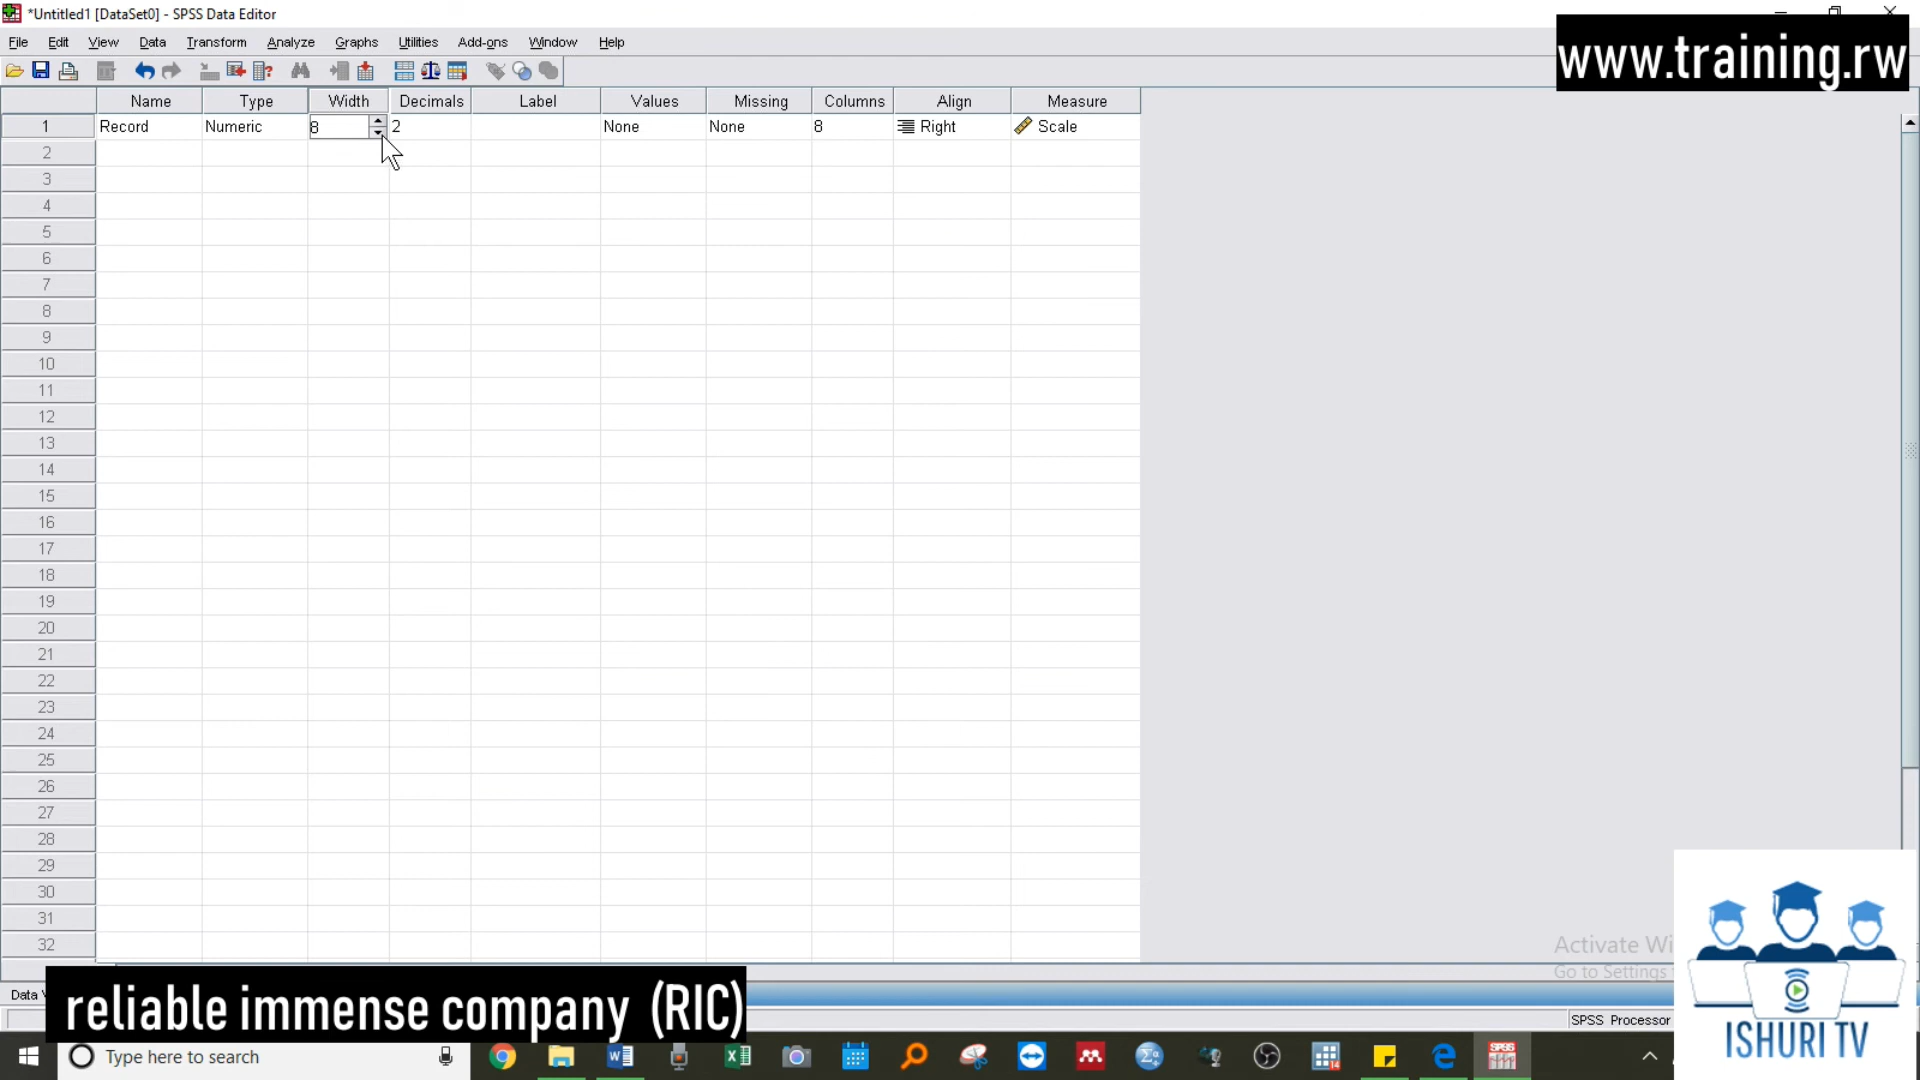 *Untitled1 [DataSet0] - SPSS Data Editor
File Edit View Data Transform Analyze Graphs Utilities Add-ons Window Help
www.training.rw
Name Type Width Decimals Label Values Missing Columns Align Measure
1 Record Numeric 8 2 None None 8 Right Scale
2
3
4
5
6
7
8
9
10
11
12
13
14
15
16
17
18
19
20
21
22
23
24
25
26
27
28
29
30
31
32
Activate Wi
Go to Settings
Data V
reliable immense company (RIC)
SPSS Processor
ISHURI TV
Type here to search